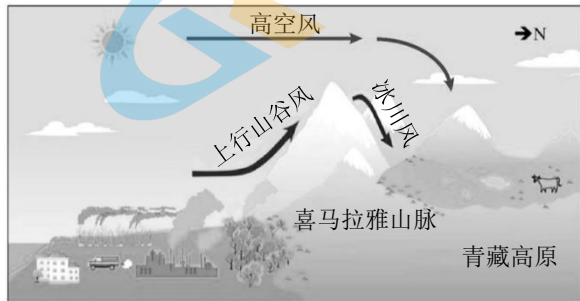 高空风
➔N
上行山谷风
冰川风
喜马拉雅山脉
青藏高原